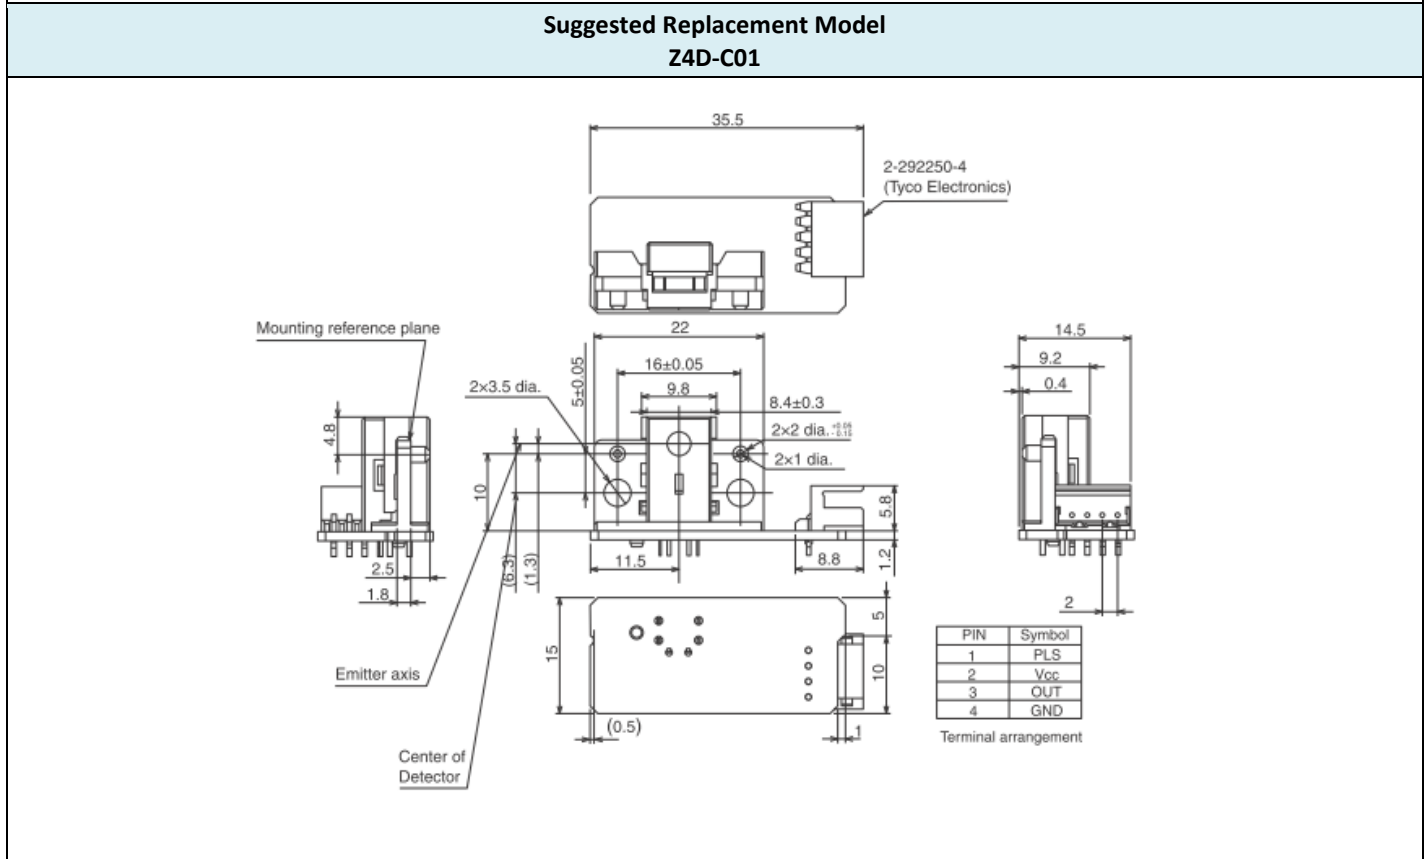 Suggested Replacement Model
Z4D-C01
35.5
2-292250-4
(Tyco Electronics)
Mounting reference plane
22
14.5
16±0.05
9.2
5±0.05
2×3.5 dia.
9.8
0.4
8.4±0.3
4.8
2×2 dia. +0.05 -0.15
2×1 dia.
10
5.8
(6.3)
(1.3)
11.5
8.8
1.2
2.5
1.8
2
5
15
10
PIN Symbol
1 PLS
2 Vcc
3 OUT
4 GND
Emitter axis
(0.5)
1
Terminal arrangement
Center of
Detector